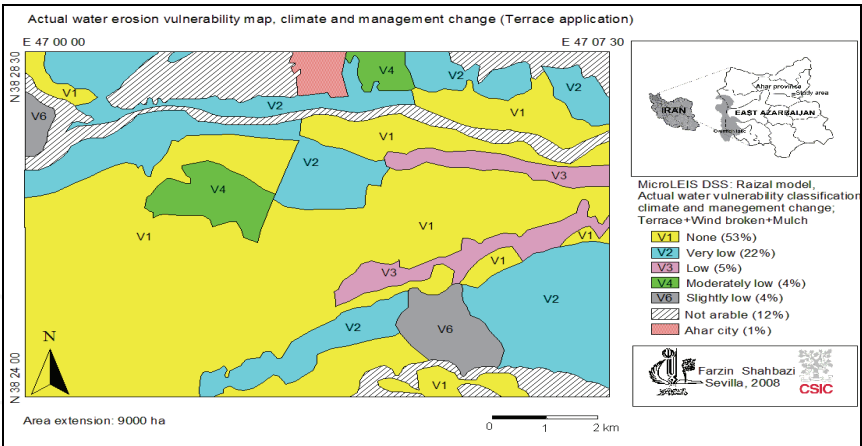 Actual water erosion vulnerability map, climate and management change (Terrace application)
E 47 00 00
E 47 07 30
N 38 28 30
N 38 24 00
V1
V4
V2
V2
V6
V2
V1
V1
V2
V3
V4
V1
V1
V1
V3
V1
V2
V2
V6
V1
N
Area extension: 9000 ha
0 1 2 km
Ahar province
Study area
IRAN
EAST AZARBAIJAN
MicroLEIS DSS: Raizal model,
Actual water vulnerability classification
climate and menagement change;
Terrace+Wind broken+Mulch
V1 None (53%)
V2 Very low (22%)
V3 Low (5%)
V4 Moderately low (4%)
V6 Slightly low (4%)
Not arable (12%)
Ahar city (1%)
Farzin Shahbazi
Sevilla, 2008
CSIC